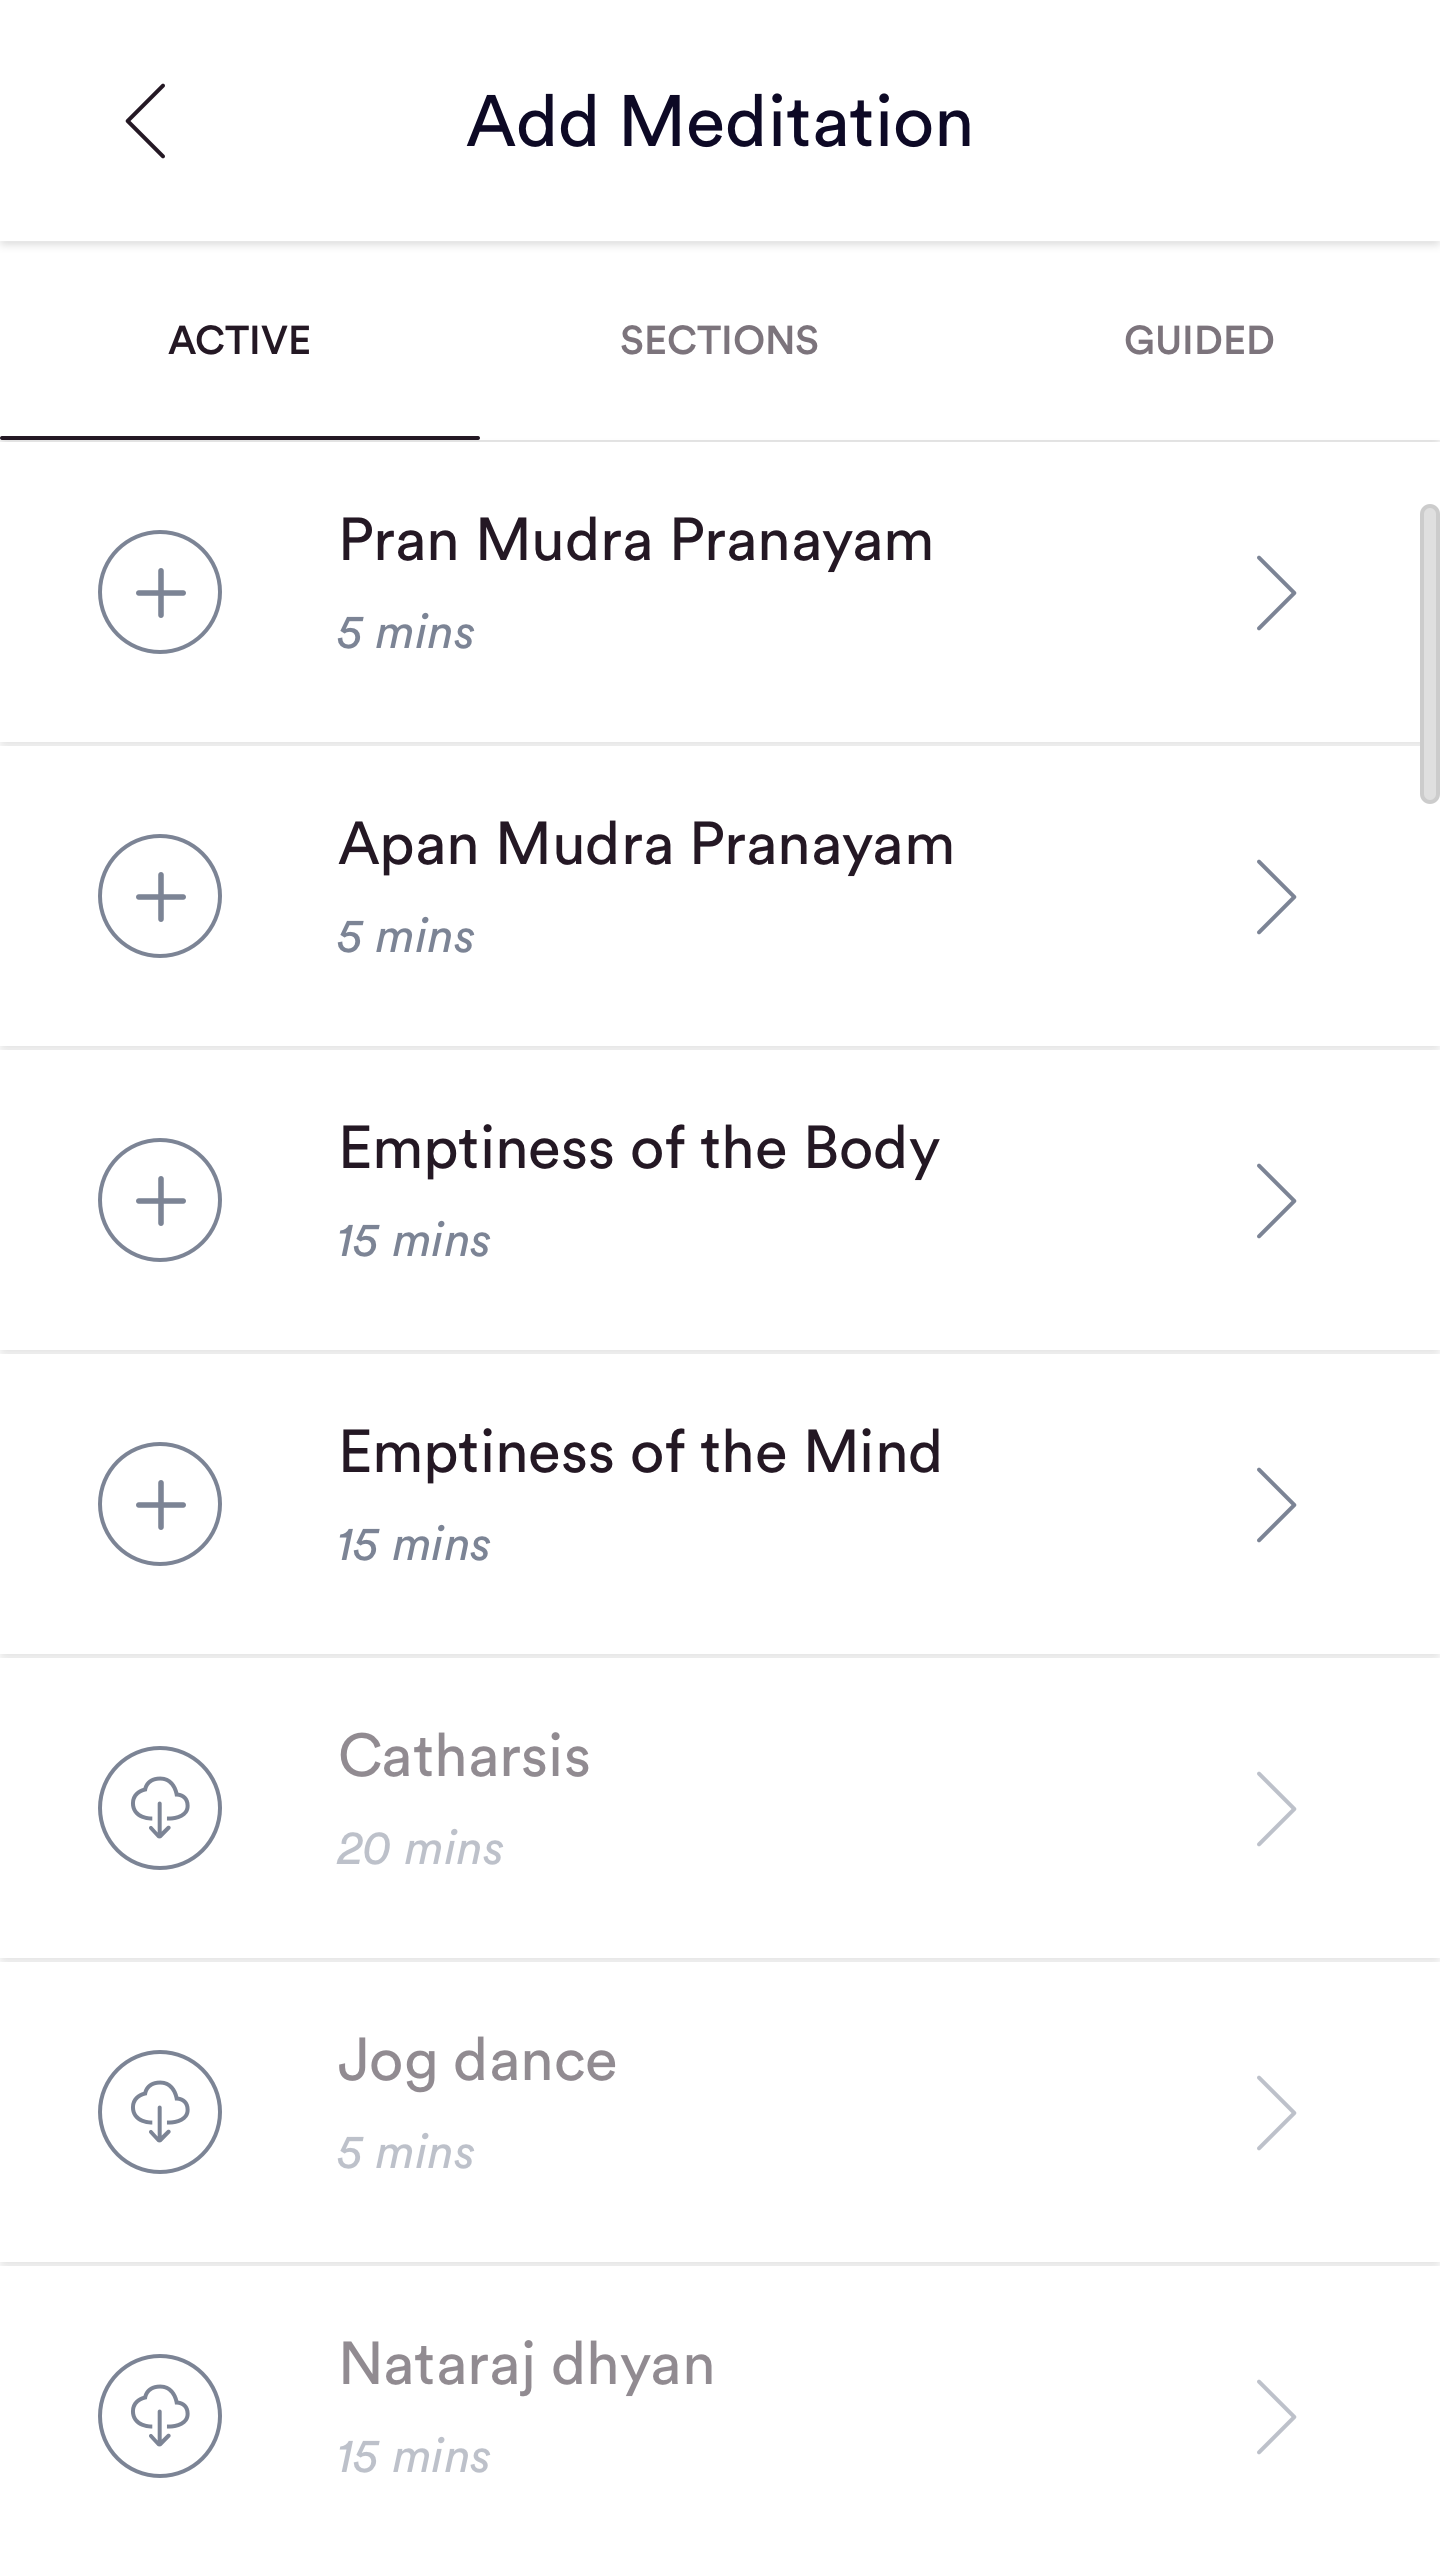 Add Meditation
ACTIVE SECTIONS GUIDED
Pran Mudra Pranayam
5 mins
Apan Mudra Pranayam
5 mins
Emptiness of the Body
15 mins
Emptiness of the Mind
15 mins
Catharsis
20 mins
Jog dance
5 mins
Nataraj dhyan
15 mins